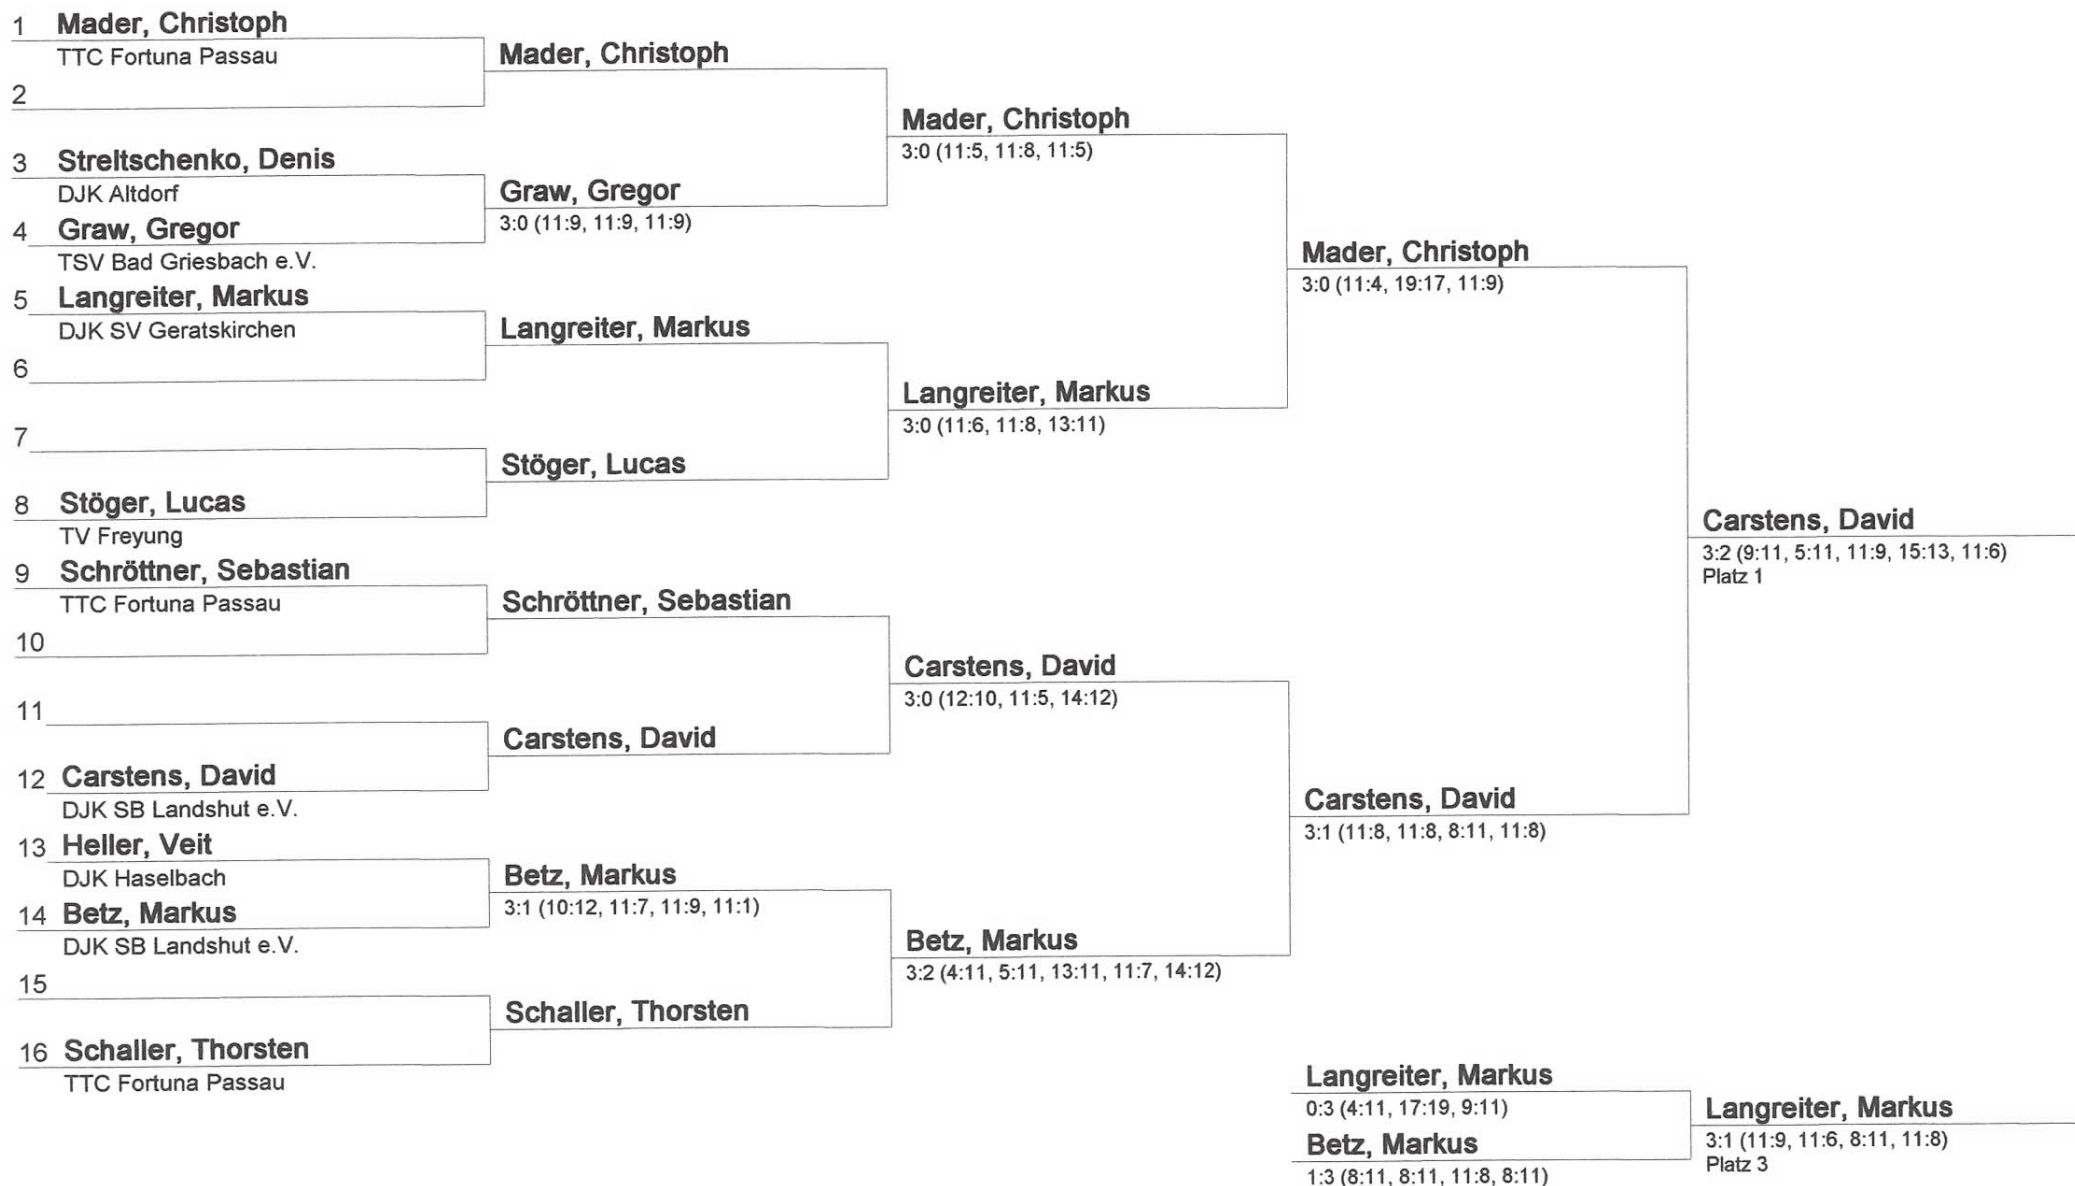 1 Mader, Christoph
TTC Fortuna Passau
2
3 Streltschenko, Denis
DJK Altdorf
4 Graw, Gregor
TSV Bad Griesbach e.V.
5 Langreiter, Markus
DJK SV Geratskirchen
6
7
8 Stöger, Lucas
TV Freyung
9 Schröttner, Sebastian
TTC Fortuna Passau
10
11
12 Carstens, David
DJK SB Landshut e.V.
13 Heller, Veit
DJK Haselbach
14 Betz, Markus
DJK SB Landshut e.V.
15
16 Schaller, Thorsten
TTC Fortuna Passau
Mader, Christoph
Graw, Gregor
3:0 (11:9, 11:9, 11:9)
Langreiter, Markus
Stöger, Lucas
Schröttner, Sebastian
Carstens, David
Betz, Markus
3:1 (10:12, 11:7, 11:9, 11:1)
Schaller, Thorsten
Mader, Christoph
3:0 (11:5, 11:8, 11:5)
Langreiter, Markus
3:0 (11:6, 11:8, 13:11)
Carstens, David
3:0 (12:10, 11:5, 14:12)
Betz, Markus
3:2 (4:11, 5:11, 13:11, 11:7, 14:12)
Mader, Christoph
3:0 (11:4, 19:17, 11:9)
Carstens, David
3:1 (11:8, 11:8, 8:11, 11:8)
Carstens, David
3:2 (9:11, 5:11, 11:9, 15:13, 11:6)
Platz 1
Langreiter, Markus
0:3 (4:11, 17:19, 9:11)
Betz, Markus
1:3 (8:11, 8:11, 11:8, 8:11)
Langreiter, Markus
3:1 (11:9, 11:6, 8:11, 11:8)
Platz 3